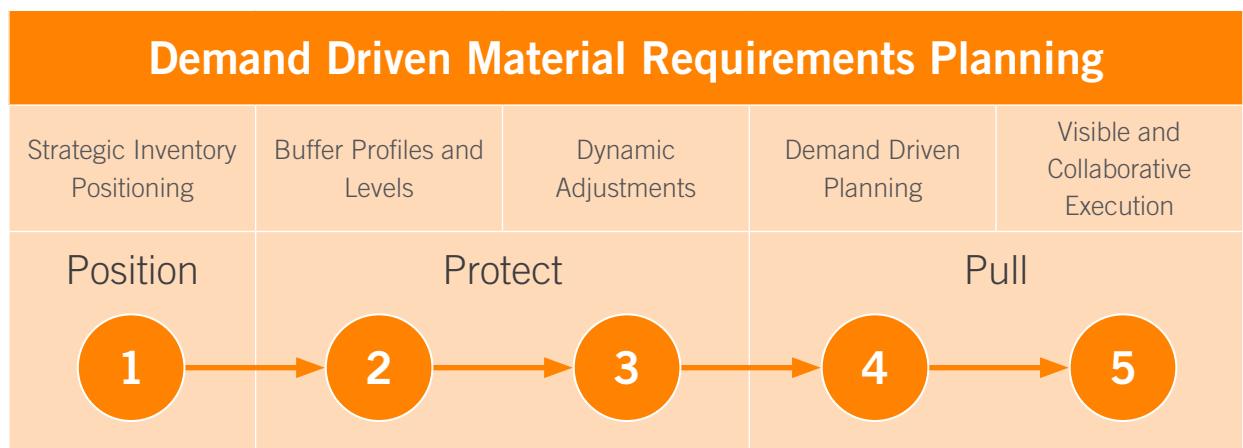 Demand Driven Material Requirements Planning
Strategic Inventory
Positioning
Buffer Profiles and
Levels
Dynamic
Adjustments
Demand Driven
Planning
Visible and
Collaborative
Execution
Position
Protect
Pull
1
2
3
4
5